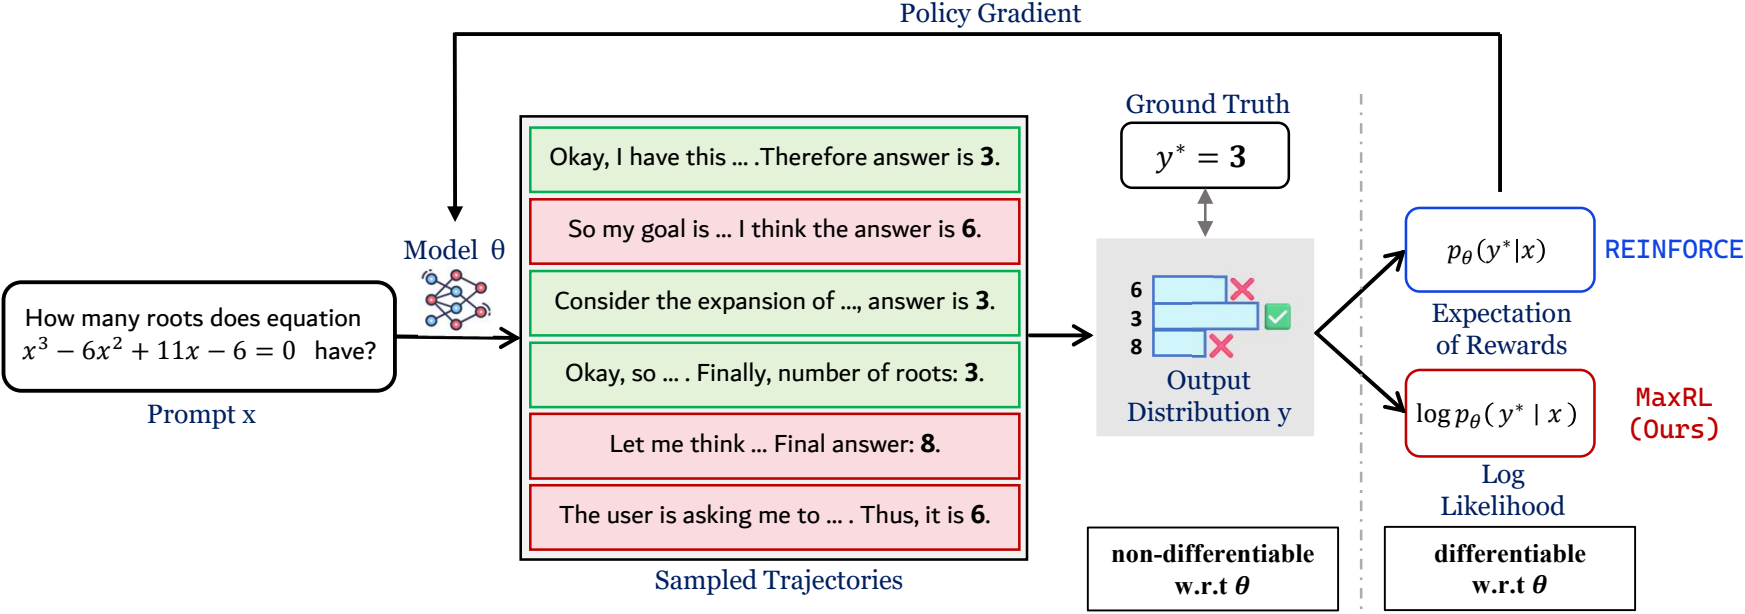 Policy Gradient
Model θ
How many roots does equation
x³ − 6x² + 11x − 6 = 0 have?
Prompt x
Okay, I have this ... .Therefore answer is 3.
So my goal is ... I think the answer is 6.
Consider the expansion of ..., answer is 3.
Okay, so ... . Finally, number of roots: 3.
Let me think ... Final answer: 8.
The user is asking me to ... . Thus, it is 6.
Sampled Trajectories
Ground Truth
y* = 3
6
3
8
Output
Distribution y
non-differentiable
w.r.t θ
pθ(y*|x)
REINFORCE
Expectation
of Rewards
log pθ(y* | x)
MaxRL
(Ours)
Log
Likelihood
differentiable
w.r.t θ